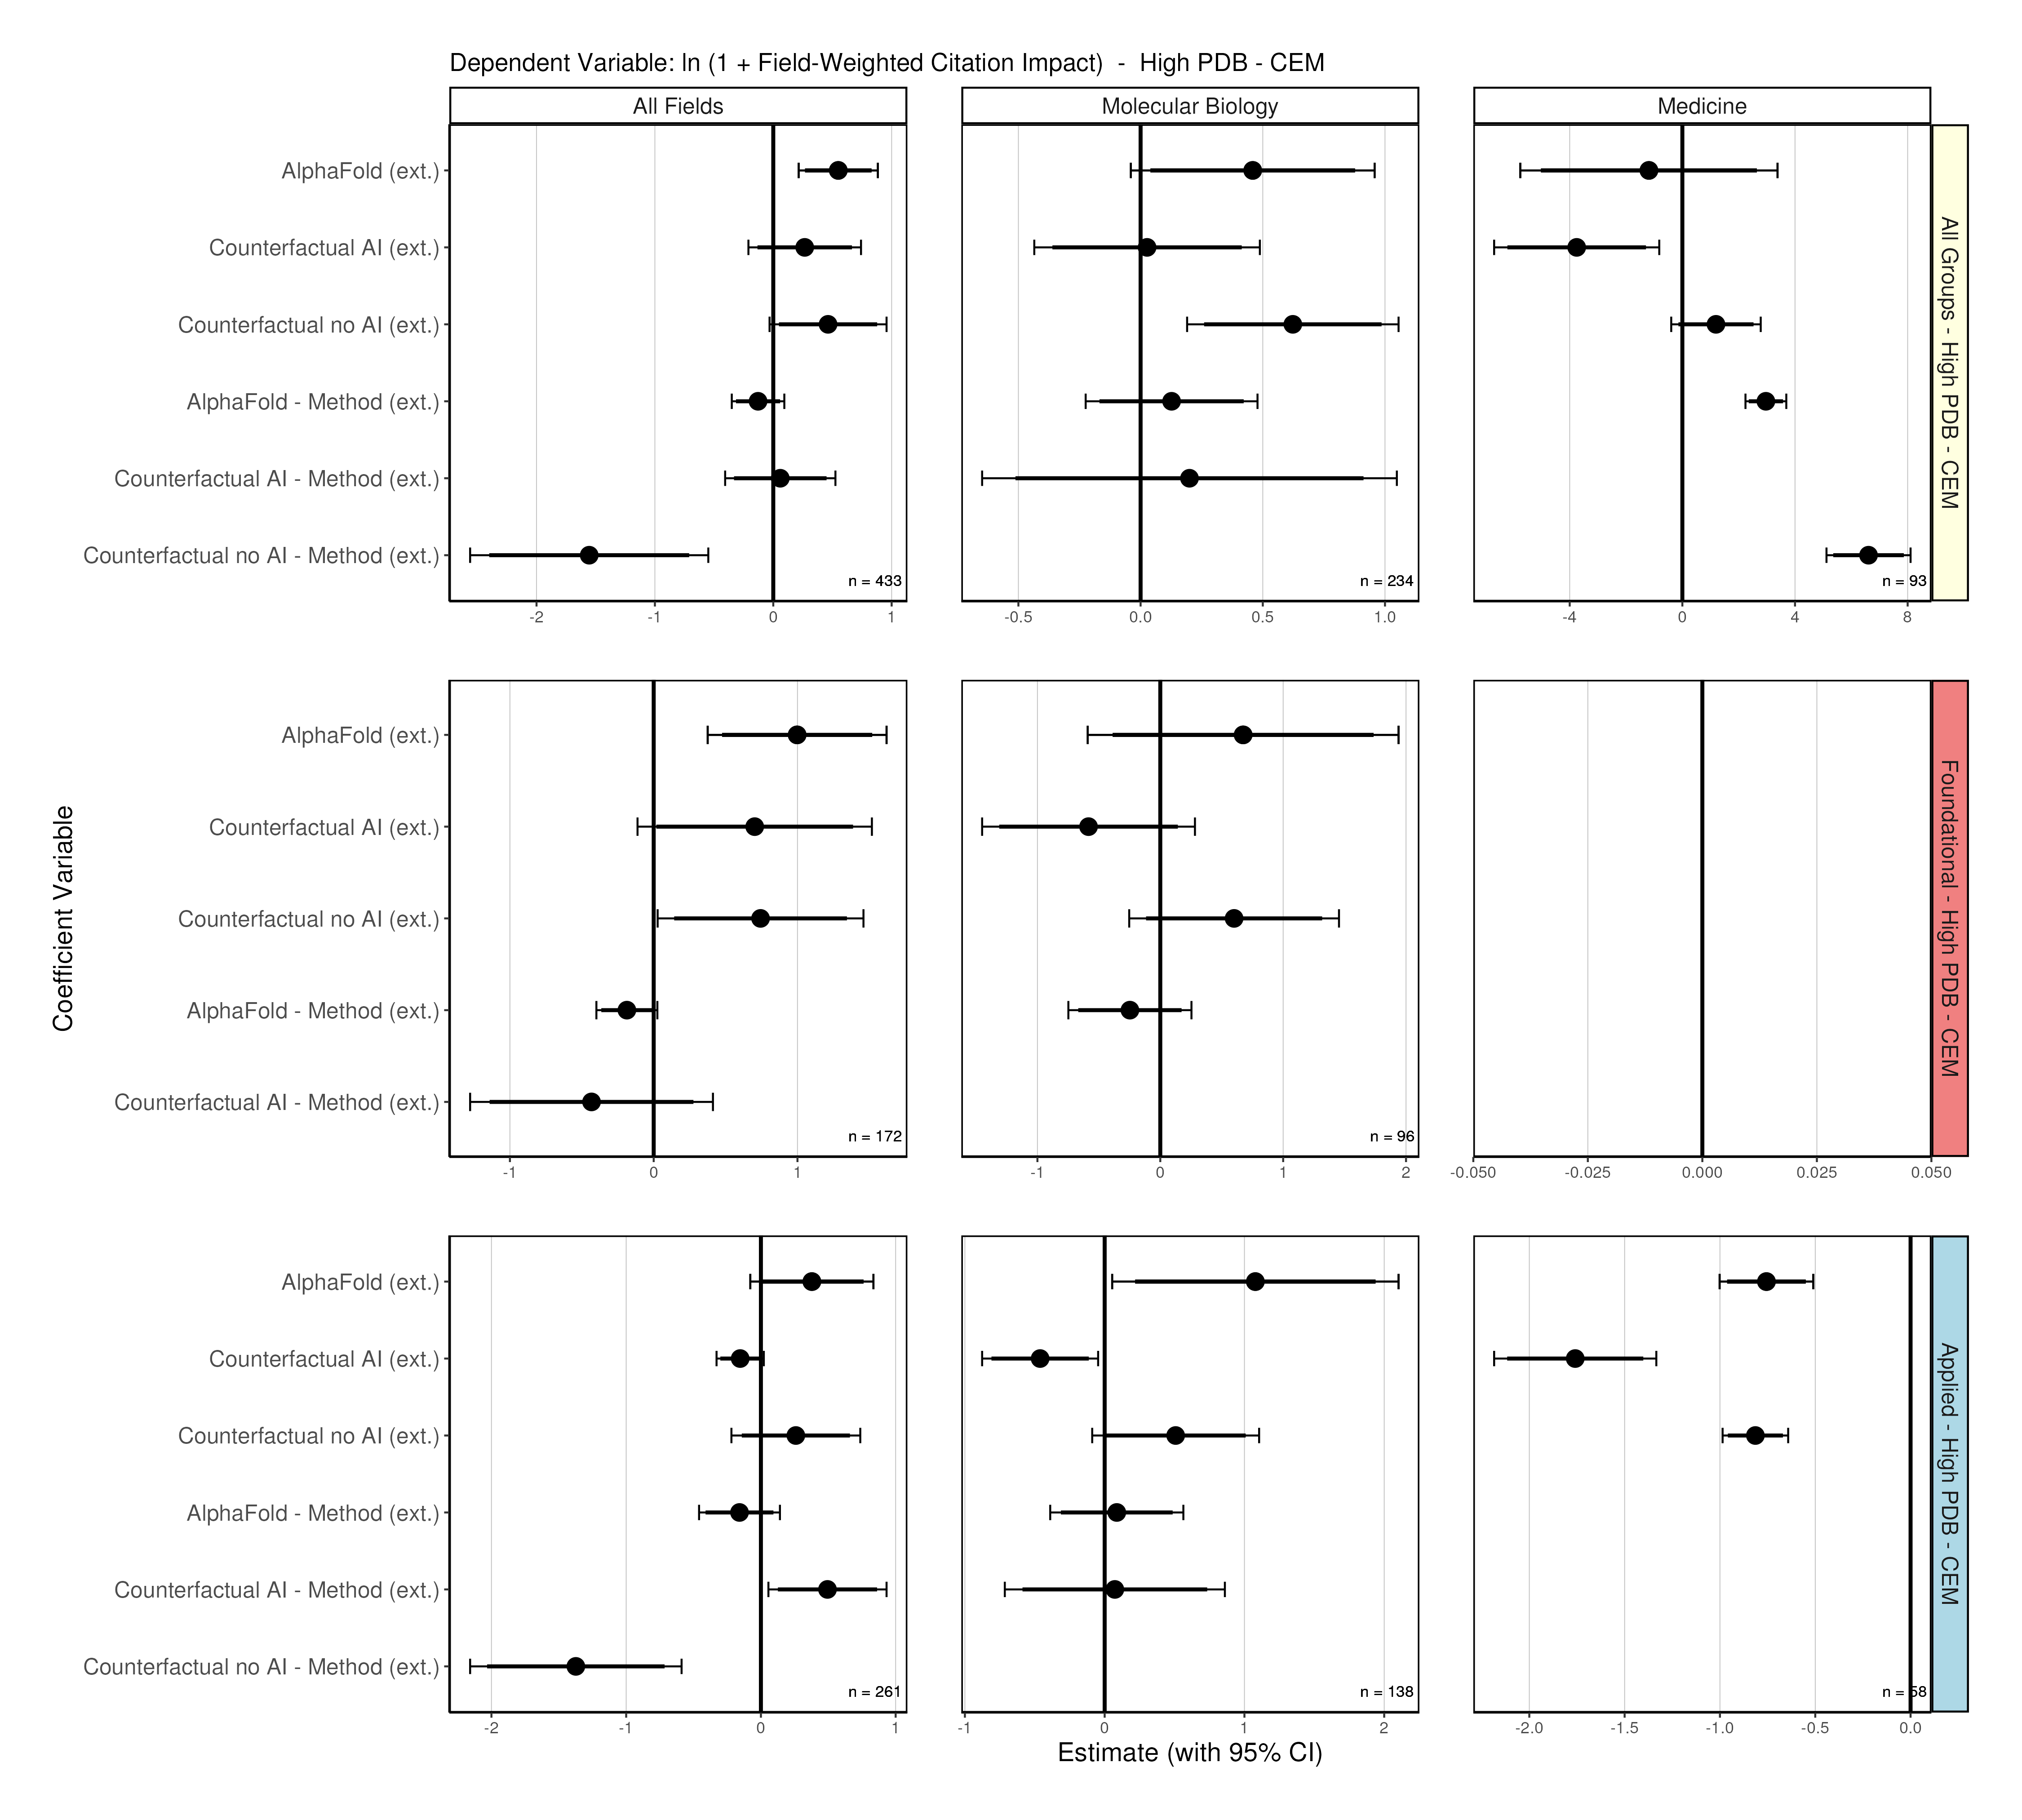 Dependent Variable: ln (1 + Field-Weighted Citation Impact)  -  High PDB - CEM
All Fields
Molecular Biology
Medicine
AlphaFold (ext.)
Counterfactual AI (ext.)
Counterfactual no AI (ext.)
AlphaFold - Method (ext.)
Counterfactual AI - Method (ext.)
Counterfactual no AI - Method (ext.)
n = 433
n = 234
n = 93
-2 -1 0 1
-0.5 0.0 0.5 1.0
-4 0 4 8
All Groups - High PDB - CEM
Coefficient Variable
AlphaFold (ext.)
Counterfactual AI (ext.)
Counterfactual no AI (ext.)
AlphaFold - Method (ext.)
Counterfactual AI - Method (ext.)
n = 172
n = 96
-1 0 1
-1 0 1 2
-0.050 -0.025 0.000 0.025 0.050
Foundational - High PDB - CEM
AlphaFold (ext.)
Counterfactual AI (ext.)
Counterfactual no AI (ext.)
AlphaFold - Method (ext.)
Counterfactual AI - Method (ext.)
Counterfactual no AI - Method (ext.)
n = 261
n = 138
n = 58
-2 -1 0 1
-1 0 1 2
-2.0 -1.5 -1.0 -0.5 0.0
Applied - High PDB - CEM
Estimate (with 95% CI)